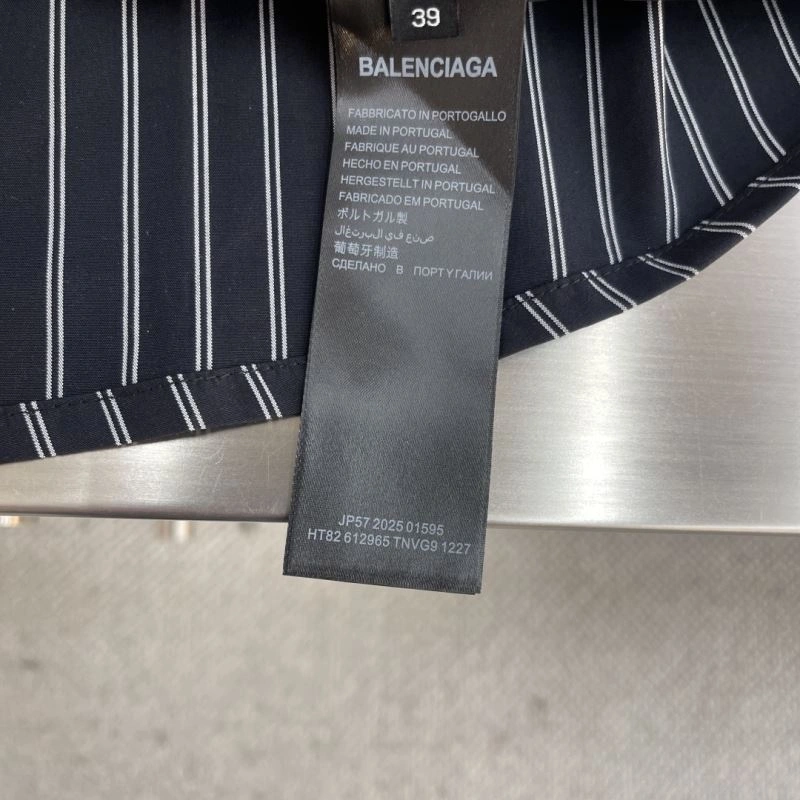 39
BALENCIAGA
FABBRICATO IN PORTOGALLO
MADE IN PORTUGAL
FABRIQUE AU PORTUGAL
HECHO EN PORTUGAL
HERGESTELLT IN PORTUGAL
FABRICADO EM PORTUGAL
ポルトガル製
صنع في البرتغال
葡萄牙制造
СДЕЛАНО В ПОРТУГАЛИИ
JP57 2025 01595
HT82 612965 TNVG9 1227